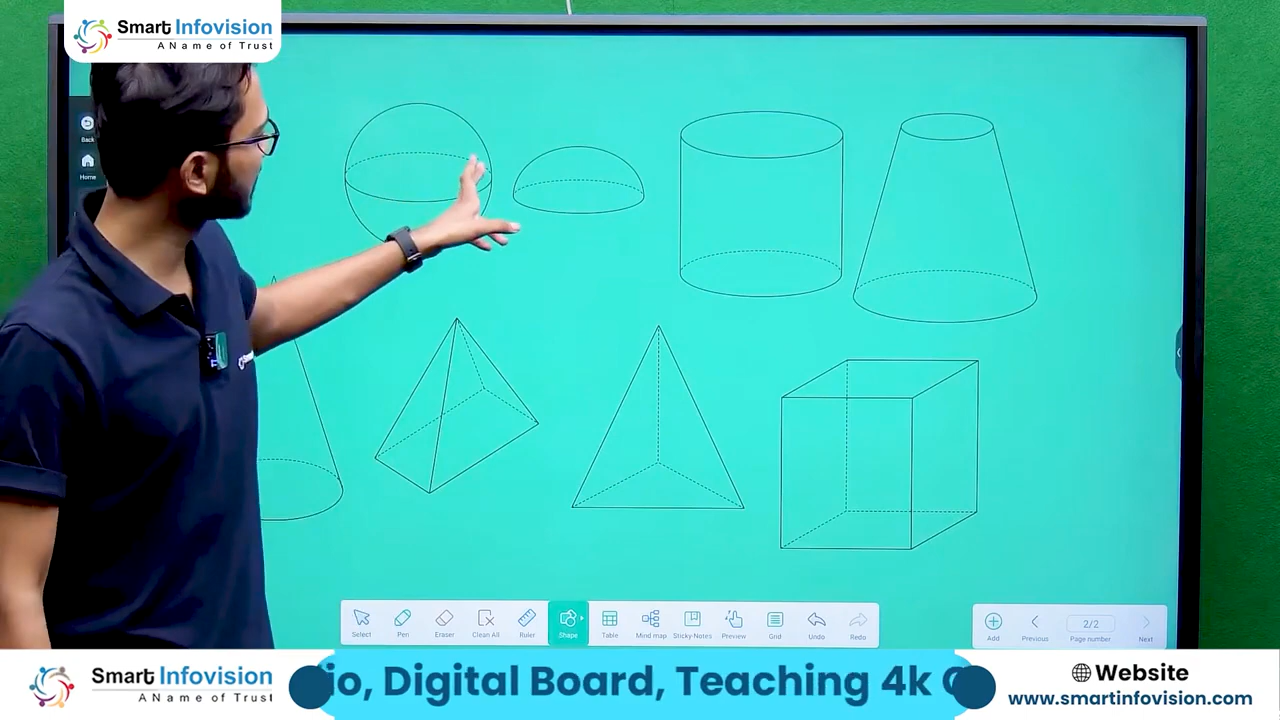 Smart Infovision
A Name of Trust
Back
Home
Select
Pen
Eraser
Clean All
Ruler
Shape
Table
Mind map
Sticky-Notes
Preview
Grid
Undo
Redo
Add
Previous
2/2
Page number
Next
Smart Infovision
A Name of Trust
io, Digital Board, Teaching 4k
Website
www.smartinfovision.com